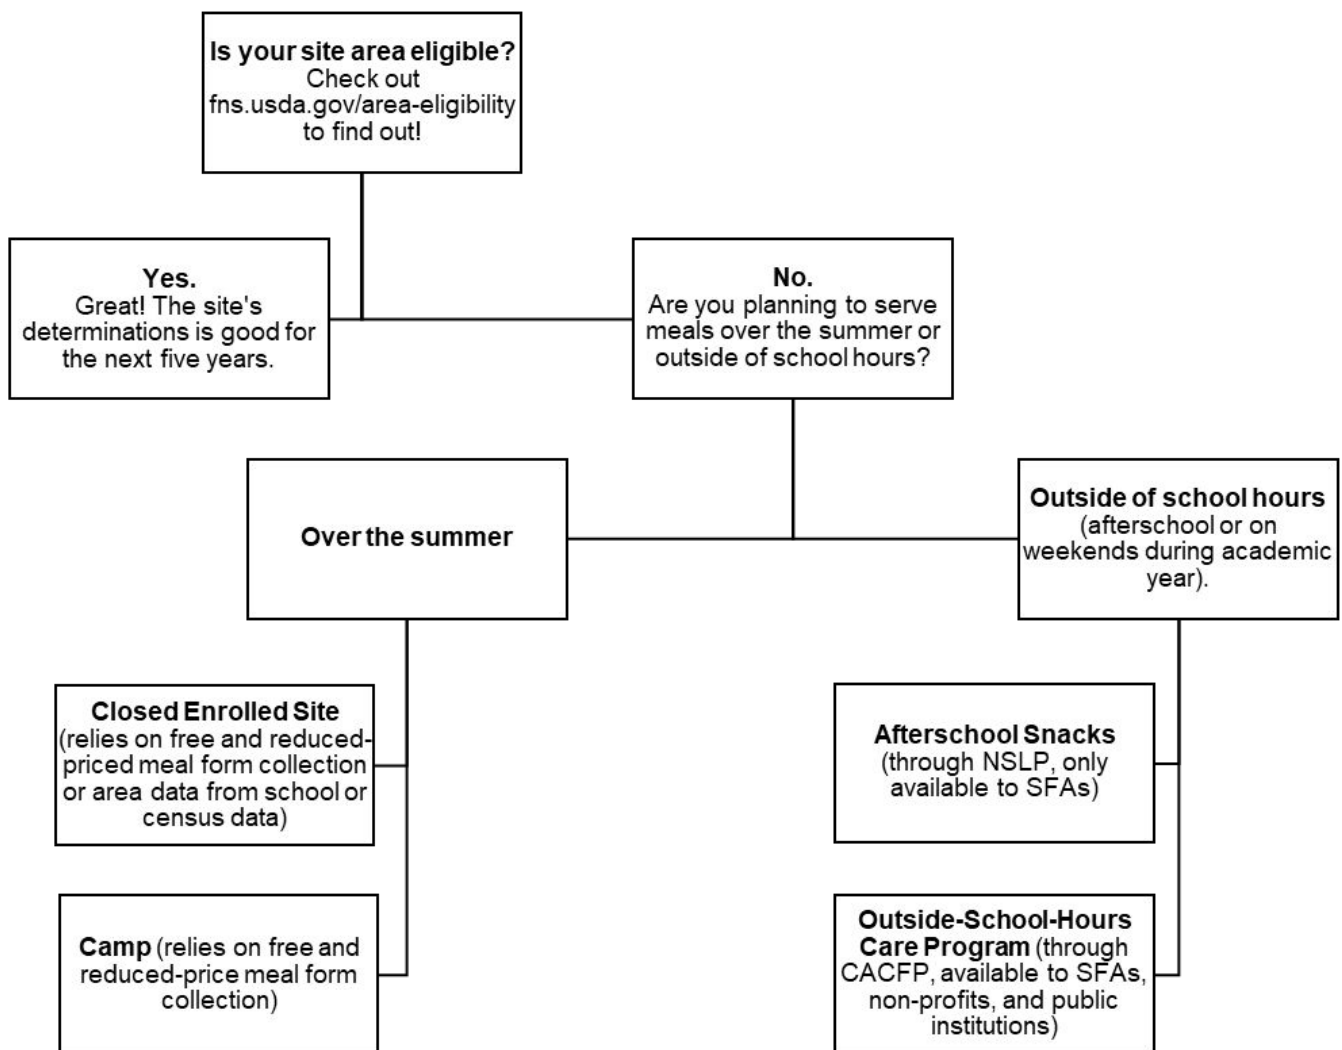 Is your site area eligible?
Check out
fns.usda.gov/area-eligibility
to find out!
Yes.
Great! The site's
determinations is good for
the next five years.
No.
Are you planning to serve
meals over the summer or
outside of school hours?
Over the summer
Outside of school hours
(afterschool or on
weekends during academic
year).
Closed Enrolled Site
(relies on free and reduced-
priced meal form collection
or area data from school or
census data)
Afterschool Snacks
(through NSLP, only
available to SFAs)
Camp (relies on free and
reduced-price meal form
collection)
Outside-School-Hours
Care Program (through
CACFP, available to SFAs,
non-profits, and public
institutions)